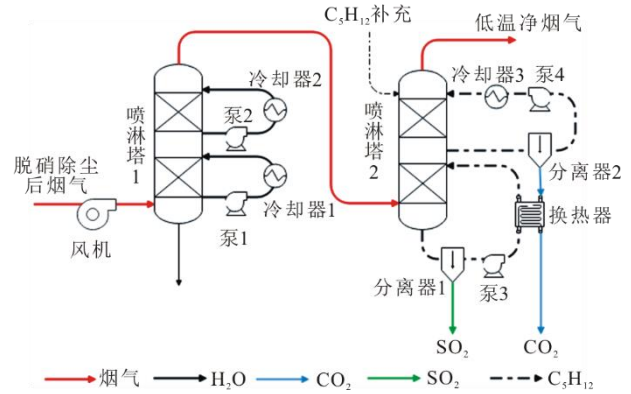 C₅H₁₂补充
低温净烟气
冷却器2
泵2
喷淋塔1
冷却器3
泵4
喷淋塔2
分离器2
脱硝除尘
后烟气
风机
泵1
冷却器1
换热器
分离器1
泵3
SO₂
CO₂
烟气
H₂O
CO₂
SO₂
C₅H₁₂